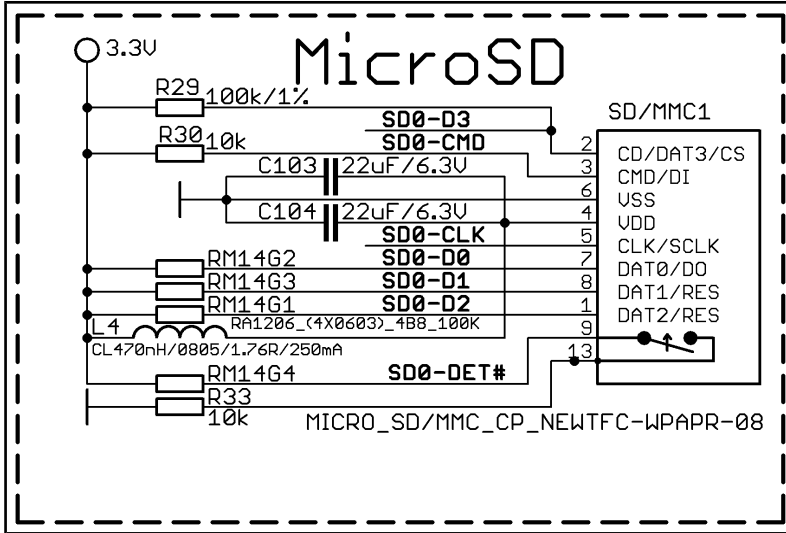 3.3V
MicroSD
R29 100k/1%
SD/MMC1
SD0-D3
R30 10k
SD0-CMD
2
CD/DAT3/CS
C103 22uF/6.3V
3
CMD/DI
6
VSS
C104 22uF/6.3V
4
VDD
SD0-CLK
5
CLK/SCLK
RM14G2
SD0-D0
7
DAT0/DO
RM14G3
SD0-D1
8
DAT1/RES
RM14G1
SD0-D2
1
DAT2/RES
L4
RA1206_(4X0603)_4B8_100K
9
CL470nH/0805/1.76R/250mA
13
RM14G4
SD0-DET#
R33
10k
MICRO_SD/MMC_CP_NEWTFC-WPAPR-08